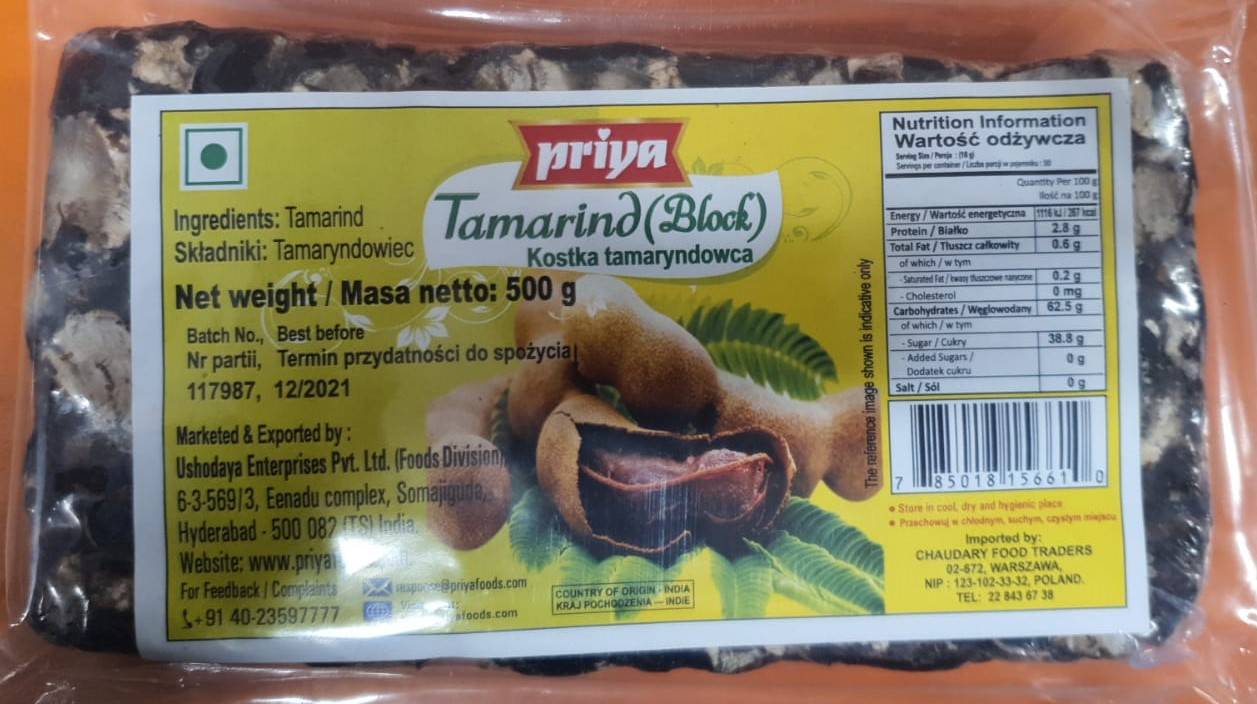 priya
Tamarind (Block)
Kostka tamaryndowca
Ingredients: Tamarind
Składniki: Tamaryndowiec
Net weight / Masa netto: 500 g
Batch No., Best before
Nr partii, Termin przydatności do spożycia
117987, 12/2021
Marketed & Exported by :
Ushodaya Enterprises Pvt. Ltd. (Foods Division)
6-3-569/3, Eenadu complex, Somajiguda,
Hyderabad - 500 082 (TS) India.
Website:
For Feedback / Complaints
response@priyafoods.com
+91 40-23597777
COUNTRY OF ORIGIN - INDIA
KRAJ POCHODZENIA — INDIE
The reference image shown is indicative only
Nutrition Information
Wartość odżywcza
Quantity Per 100 g
Ilość na 100 g
Energy / Wartość energetyczna 1116 kJ / 267 kcal
Protein / Białko 2.8 g
Total Fat / Tłuszcz całkowity 0.6 g
of which / w tym
- Saturated Fat / kwasy tłuszczowe nasycone 0.2 g
- Cholesterol 0 mg
Carbohydrates / Węglowodany 62.5 g
of which / w tym
- Sugar / Cukry 38.8 g
- Added Sugars /
Dodatek cukru 0 g
Salt / Sól 0 g
7 85018 15661 0
• Store in cool, dry and hygienic place
• Przechowuj w chłodnym, suchym, czystym miejscu
Imported by:
CHAUDARY FOOD TRADERS
02-672, WARSZAWA,
NIP : 123-102-33-32, POLAND.
TEL: 22 843 67 38